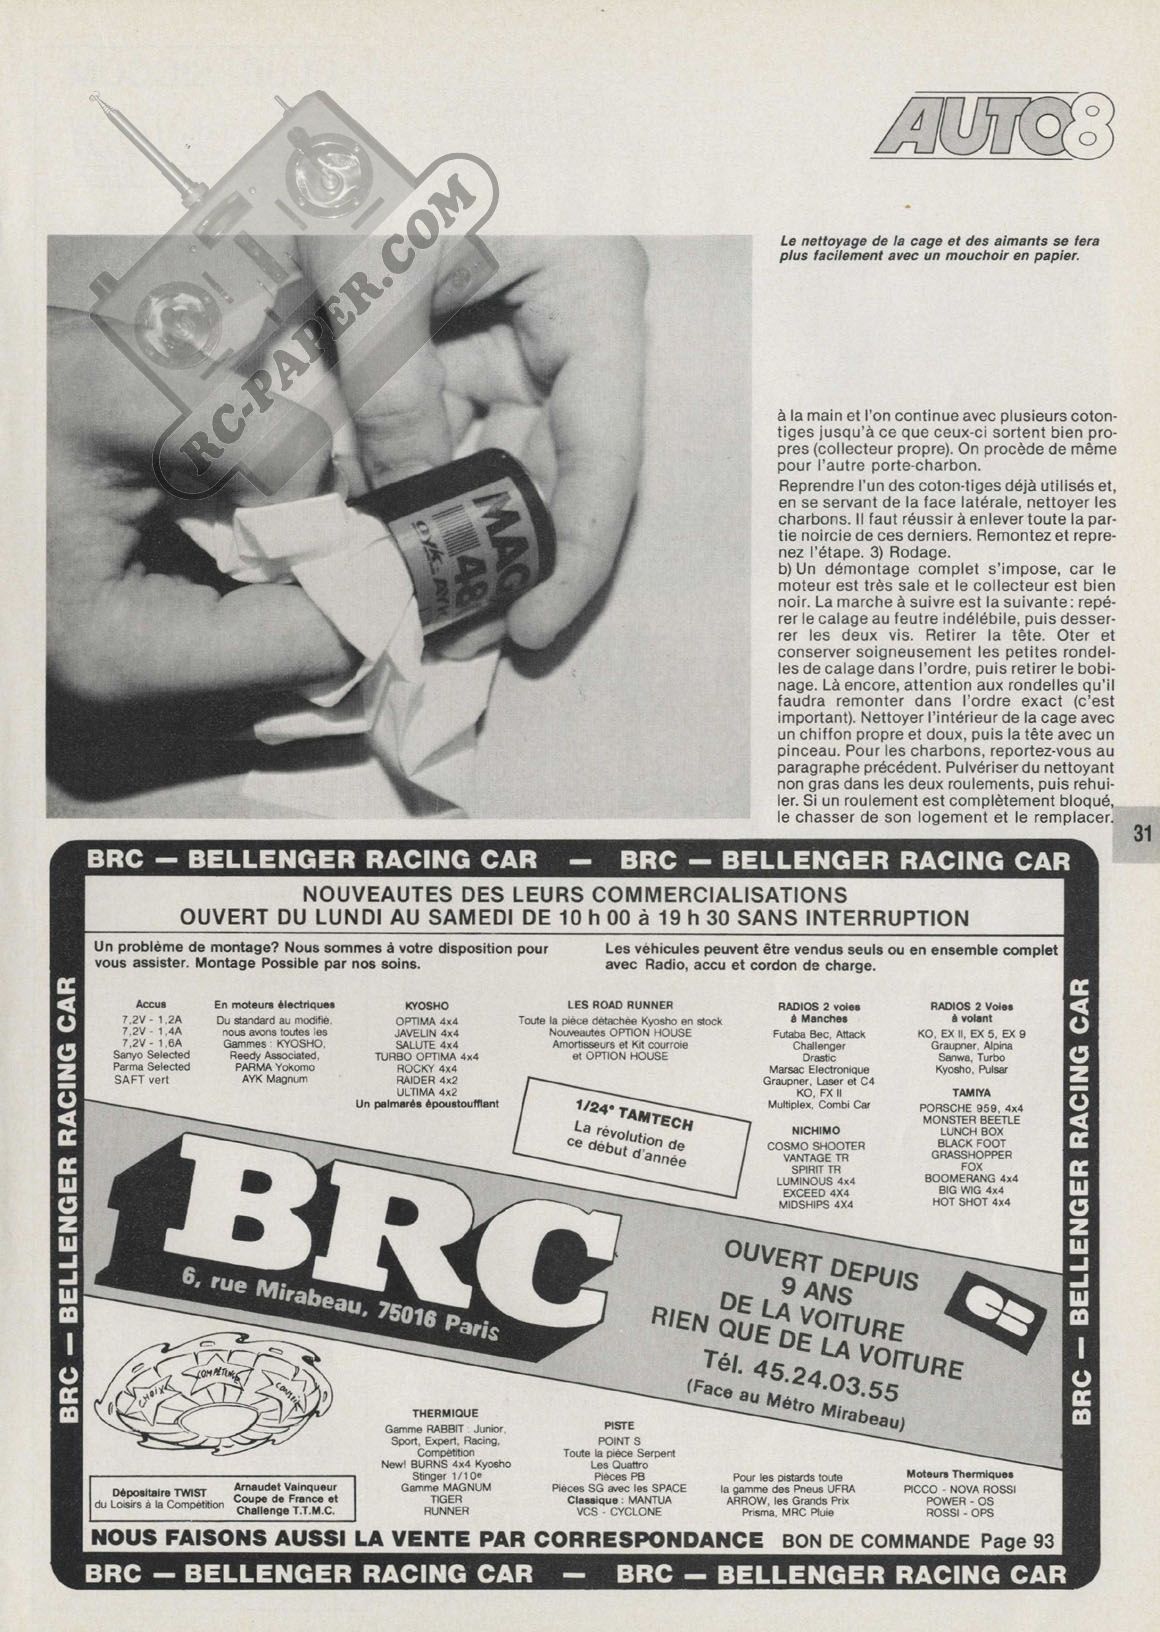 AUTO8
RC-PAPER.COM
Le nettoyage de la cage et des aimants se fera
plus facilement avec un mouchoir en papier.
MAG
48
ayk
à la main et l'on continue avec plusieurs coton-
tiges jusqu'à ce que ceux-ci sortent bien pro-
pres (collecteur propre). On procède de même
pour l'autre porte-charbon.
Reprendre l'un des coton-tiges déjà utilisés et,
en se servant de la face latérale, nettoyer les
charbons. Il faut réussir à enlever toute la par-
tie noircie de ces derniers. Remontez et repre-
nez l'étape. 3) Rodage.
b) Un démontage complet s'impose, car le
moteur est très sale et le collecteur est bien
noir. La marche à suivre est la suivante : repé-
rer le calage au feutre indélébile, puis desser-
rer les deux vis. Retirer la tête. Oter et
conserver soigneusement les petites rondel-
les de calage dans l'ordre, puis retirer le bobi-
nage. Là encore, attention aux rondelles qu'il
faudra remonter dans l'ordre exact (c'est
important). Nettoyer l'intérieur de la cage avec
un chiffon propre et doux, puis la tête avec un
pinceau. Pour les charbons, reportez-vous au
paragraphe précédent. Pulvériser du nettoyant
non gras dans les deux roulements, puis rehui-
ler. Si un roulement est complètement bloqué,
le chasser de son logement et le remplacer.
31
BRC — BELLENGER RACING CAR — BRC — BELLENGER RACING CAR
BRC — BELLENGER RACING CAR
BRC — BELLENGER RACING CAR
NOUVEAUTES DES LEURS COMMERCIALISATIONS
OUVERT DU LUNDI AU SAMEDI DE 10 h 00 à 19 h 30 SANS INTERRUPTION
Un problème de montage? Nous sommes à votre disposition pour
vous assister. Montage Possible par nos soins.
Les véhicules peuvent être vendus seuls ou en ensemble complet
avec Radio, accu et cordon de charge.
Accus
7,2V - 1,2A
7,2V - 1,4A
7,2V - 1,6A
Sanyo Selected
Parma Selected
SAFT vert
En moteurs électriques
Du standard au modifié,
nous avons toutes les
Gammes : KYOSHO,
Reedy Associated,
PARMA Yokomo
AYK Magnum
KYOSHO
OPTIMA 4x4
JAVELIN 4x4
SALUTE 4x4
TURBO OPTIMA 4x4
ROCKY 4x4
RAIDER 4x2
ULTIMA 4x2
Un palmarés époustouflant
LES ROAD RUNNER
Toute la pièce détachée Kyosho en stock
Nouveautes OPTION HOUSE
Amortisseurs et Kit courroie
et OPTION HOUSE
1/24e TAMTECH
La révolution de
ce début d'année
RADIOS 2 voies
à Manches
Futaba Bec, Attack
Challenger
Drastic
Marsac Electronique
Graupner, Laser et C4
KO, FX II
Multiplex, Combi Car
NICHIMO
COSMO SHOOTER
VANTAGE TR
SPIRIT TR
LUMINOUS 4x4
EXCEED 4X4
MIDSHIPS 4X4
RADIOS 2 Voies
à volant
KO, EX II, EX 5, EX 9
Graupner, Alpina
Sanwa, Turbo
Kyosho, Pulsar
TAMIYA
PORSCHE 959, 4x4
MONSTER BEETLE
LUNCH BOX
BLACK FOOT
GRASSHOPPER
FOX
BOOMERANG 4x4
BIG WIG 4x4
HOT SHOT 4x4
BRC
6, rue Mirabeau, 75016 Paris
OUVERT DEPUIS
9 ANS
DE LA VOITURE
RIEN QUE DE LA VOITURE
Tél. 45.24.03.55
(Face au Métro Mirabeau)
CB
CHOIX
COMPÉTENCE
CONSEIL
Dépositaire TWIST
du Loisirs à la Compétition
Arnaudet Vainqueur
Coupe de France et
Challenge T.T.M.C.
THERMIQUE
Gamme RABBIT : Junior,
Sport, Expert, Racing,
Compétition
New! BURNS 4x4 Kyosho
Stinger 1/10e
Gamme MAGNUM
TIGER
RUNNER
PISTE
POINT S
Toute la pièce Serpent
Les Quattro
Pièces PB
Pièces SG avec les SPACE
Classique : MANTUA
VCS - CYCLONE
Pour les pistards toute
la gamme des Pneus UFRA
ARROW, les Grands Prix
Prisma, MRC Pluie
Moteurs Thermiques
PICCO - NOVA ROSSI
POWER - OS
ROSSI - OPS
NOUS FAISONS AUSSI LA VENTE PAR CORRESPONDANCE BON DE COMMANDE Page 93
BRC — BELLENGER RACING CAR — BRC — BELLENGER RACING CAR